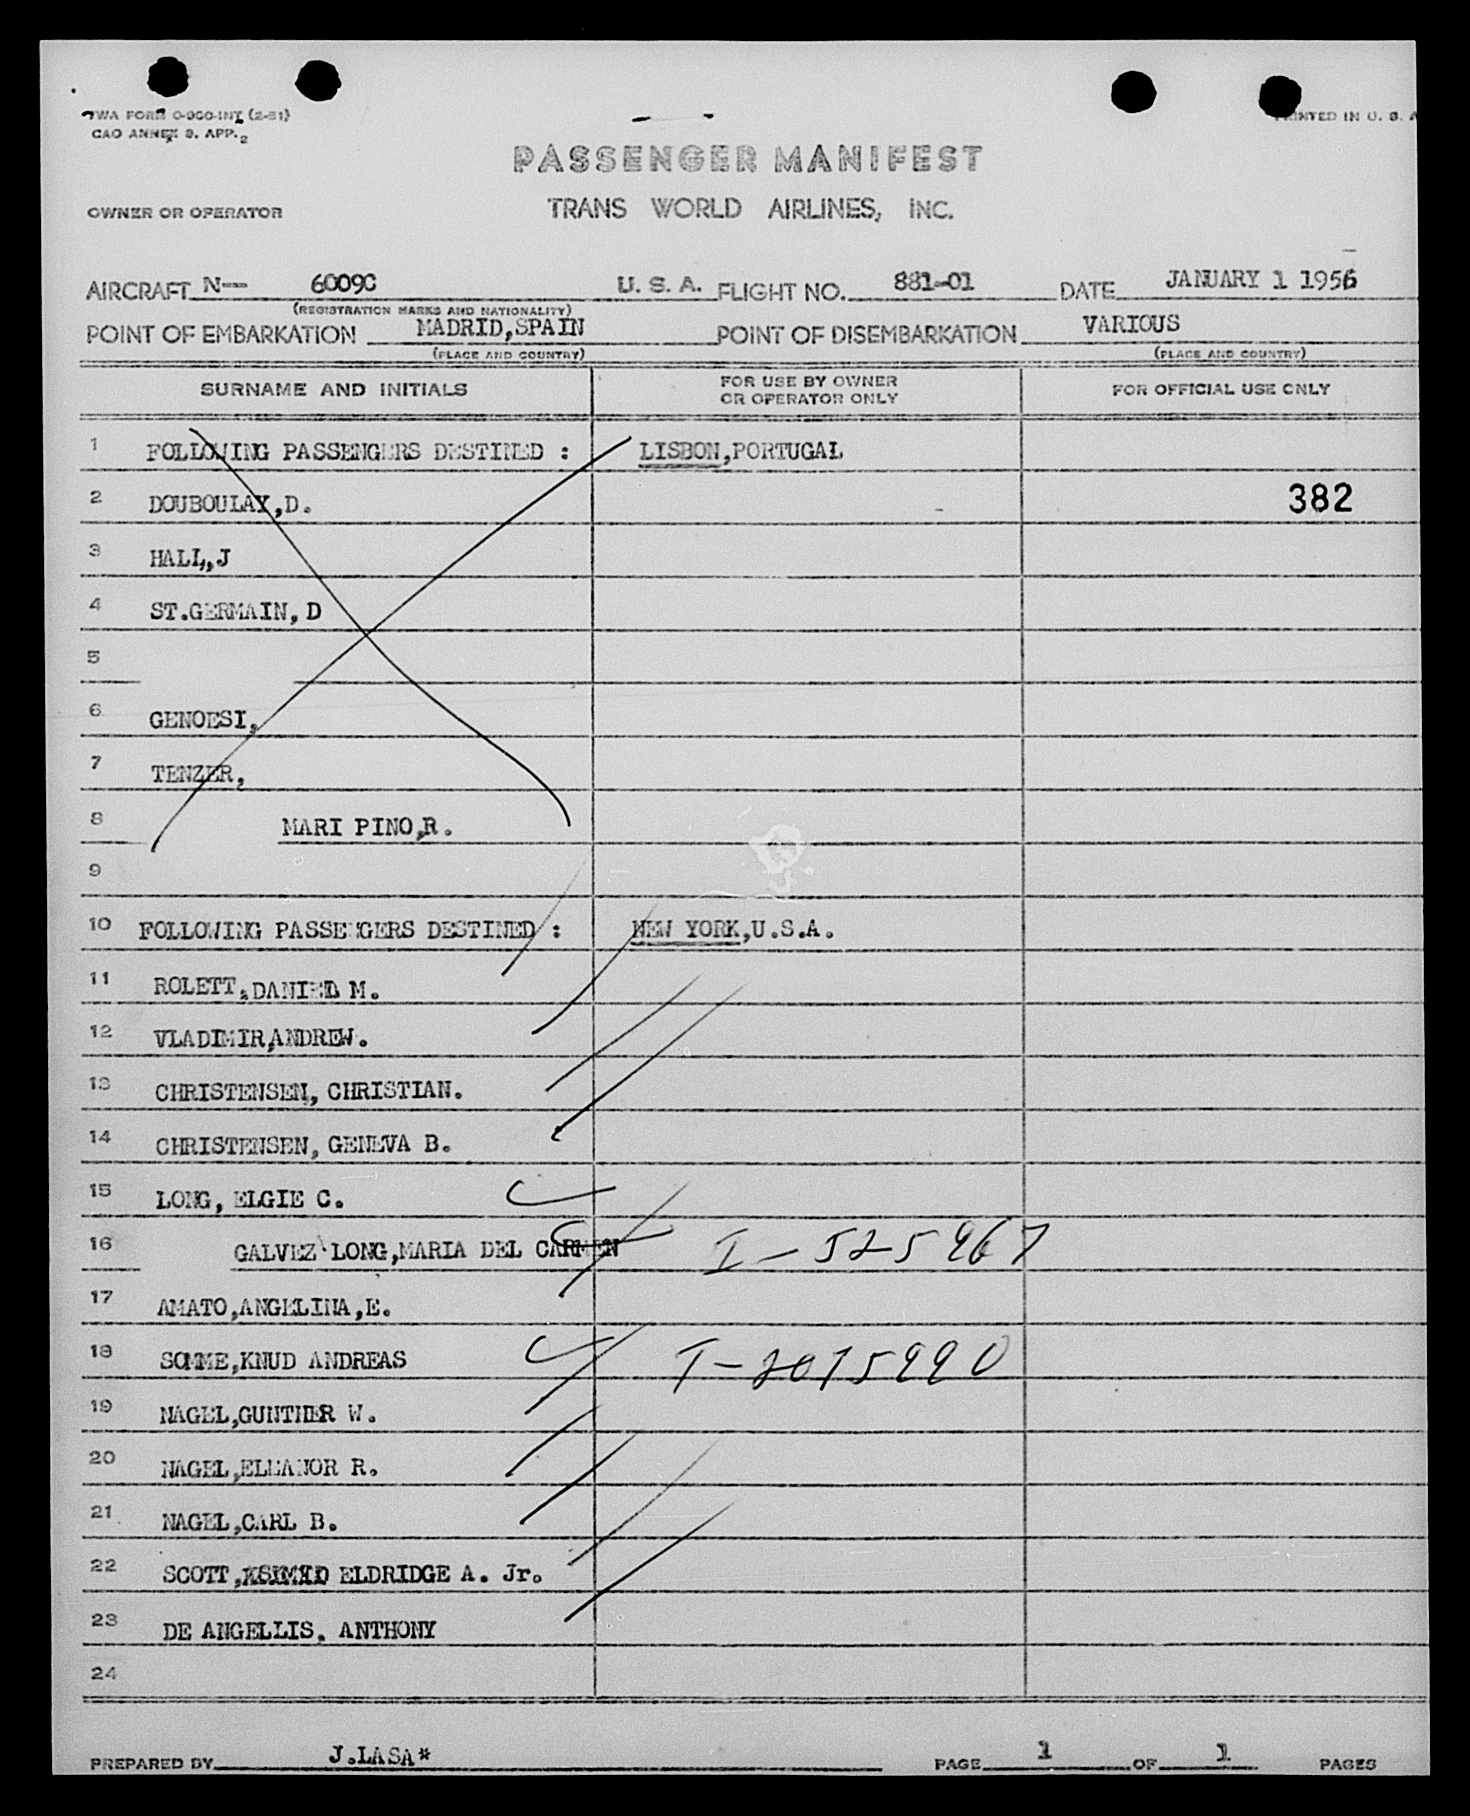 TWA FORM O-900-INT (2-51)
CAO ANNEX 9. APP. 2
PRINTED IN U. S. A
PASSENGER MANIFEST
OWNER OR OPERATOR
TRANS WORLD AIRLINES, INC.
AIRCRAFT N-- 6009C U. S. A. FLIGHT NO. 881-01 DATE JANUARY 1 1956
(REGISTRATION MARKS AND NATIONALITY)
POINT OF EMBARKATION MADRID,SPAIN POINT OF DISEMBARKATION VARIOUS
(PLACE AND COUNTRY) (PLACE AND COUNTRY)
SURNAME AND INITIALS FOR USE BY OWNER OR OPERATOR ONLY FOR OFFICIAL USE ONLY
1 FOLLOWING PASSENGERS DESTINED : LISBON,PORTUGAL
2 DOUBOULAY,D. 382
3 HALL,J
4 ST.GERMAIN, D
5
6 GENOESI,
7 TENZER,
8 MARI PINO,R.
9
10 FOLLOWING PASSENGERS DESTINED : NEW YORK,U.S.A.
11 ROLETT,DANIEL M.
12 VLADIMIR,ANDREW.
13 CHRISTENSEN, CHRISTIAN.
14 CHRISTENSEN, GENEVA B.
15 LONG, ELGIE C.
16 GALVEZ LONG,MARIA DEL CARMEN I-525967
17 AMATO,ANGELINA,E.
18 SOMME,KNUD ANDREAS T-2075990
19 NAGEL,GUNTHER W.
20 NAGEL,ELEANOR R.
21 NAGEL,CARL B.
22 SCOTT, ELDRIDGE A. Jr.
23 DE ANGELLIS. ANTHONY
24
PREPARED BY J.LASA* PAGE 1 OF 1 PAGES